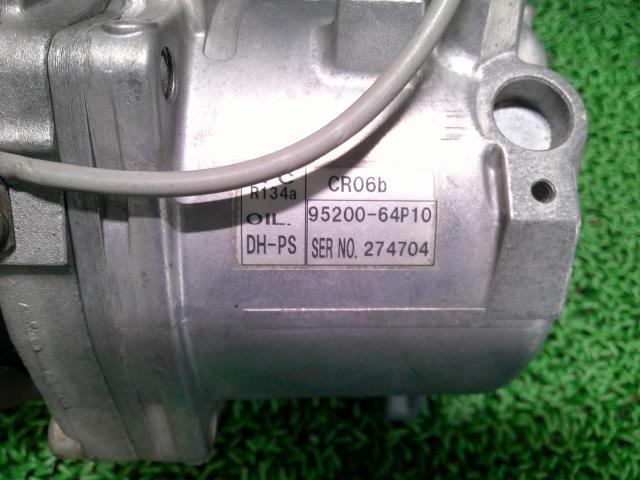 R134a CR06b
OIL. 95200-64P10
DH-PS SER NO. 274704